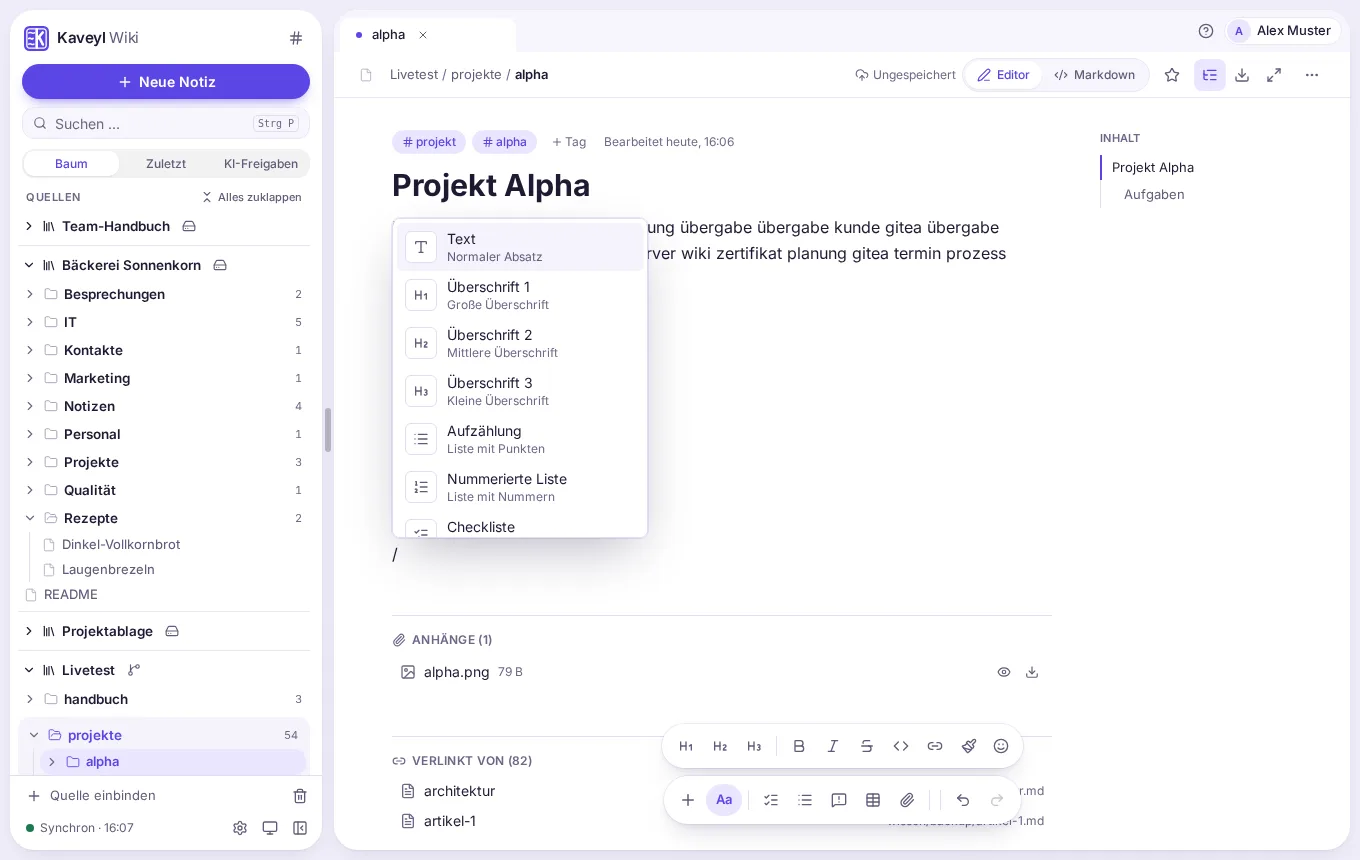 Kaveyl Wiki
Neue Notiz
Suchen ... Strg P
Baum Zuletzt KI-Freigaben
QUELLEN Alles zuklappen
Team-Handbuch
Bäckerei Sonnenkorn
Besprechungen 2
IT 5
Kontakte 1
Marketing 1
Notizen 4
Personal 1
Projekte 3
Qualität 1
Rezepte 2
Dinkel-Vollkornbrot
Laugenbrezeln
README
Projektablage
Livetest
handbuch 3
projekte 54
alpha
Quelle einbinden
Synchron · 16:07
alpha
A Alex Muster
Livetest / projekte / alpha
Ungespeichert Editor Markdown
# projekt # alpha + Tag Bearbeitet heute, 16:06
Projekt Alpha
übergabe übergabe kunde gitea übergabe
wiki zertifikat planung gitea termin prozess
Text
Normaler Absatz
H1 Überschrift 1
Große Überschrift
H2 Überschrift 2
Mittlere Überschrift
H3 Überschrift 3
Kleine Überschrift
Aufzählung
Liste mit Punkten
Nummerierte Liste
Liste mit Nummern
Checkliste
/
ANHÄNGE (1)
alpha.png 79 B
VERLINKT VON (82)
architektur
artikel-1
H1 H2 H3 B I S
Aa
INHALT
Projekt Alpha
Aufgaben